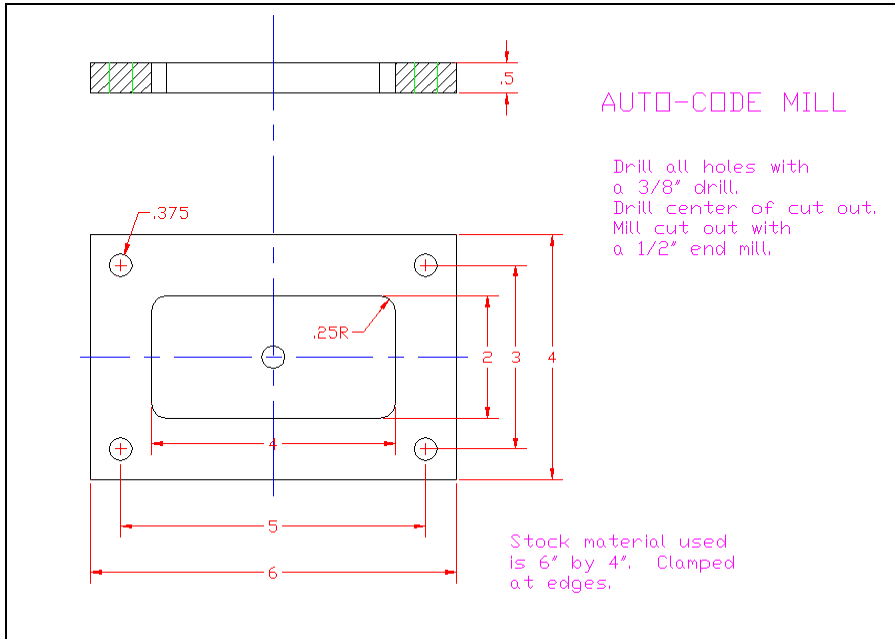 .5
AUTO-CODE MILL
Drill all holes with
a 3/8" drill.
Drill center of cut out.
Mill cut out with
a 1/2" end mill.
.375
.25R
2
3
4
4
5
6
Stock material used
is 6" by 4".  Clamped
at edges.